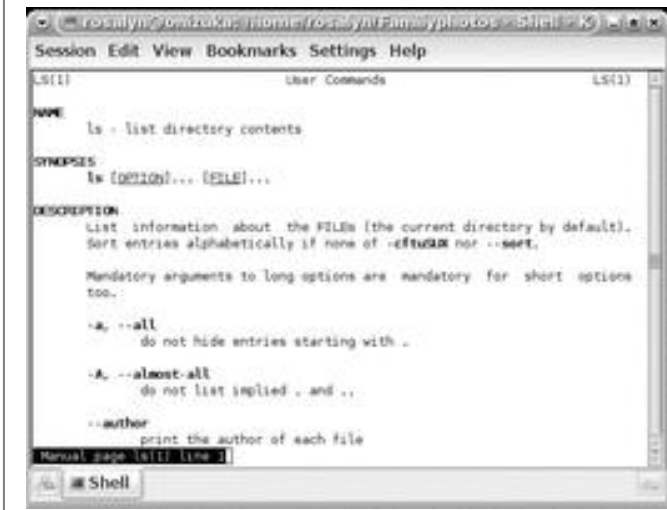 Session Edit View Bookmarks Settings Help
LS(1) User Commands LS(1)
NAME
ls - list directory contents
SYNOPSIS
ls [OPTION]... [FILE]...
DESCRIPTION
List information about the FILEs (the current directory by default).
Sort entries alphabetically if none of -cftuSUX nor --sort.
Mandatory arguments to long options are mandatory for short options
too.
-a, --all
do not hide entries starting with .
-A, --almost-all
do not list implied . and ..
--author
print the author of each file
Manual page ls(1) line 1
Shell